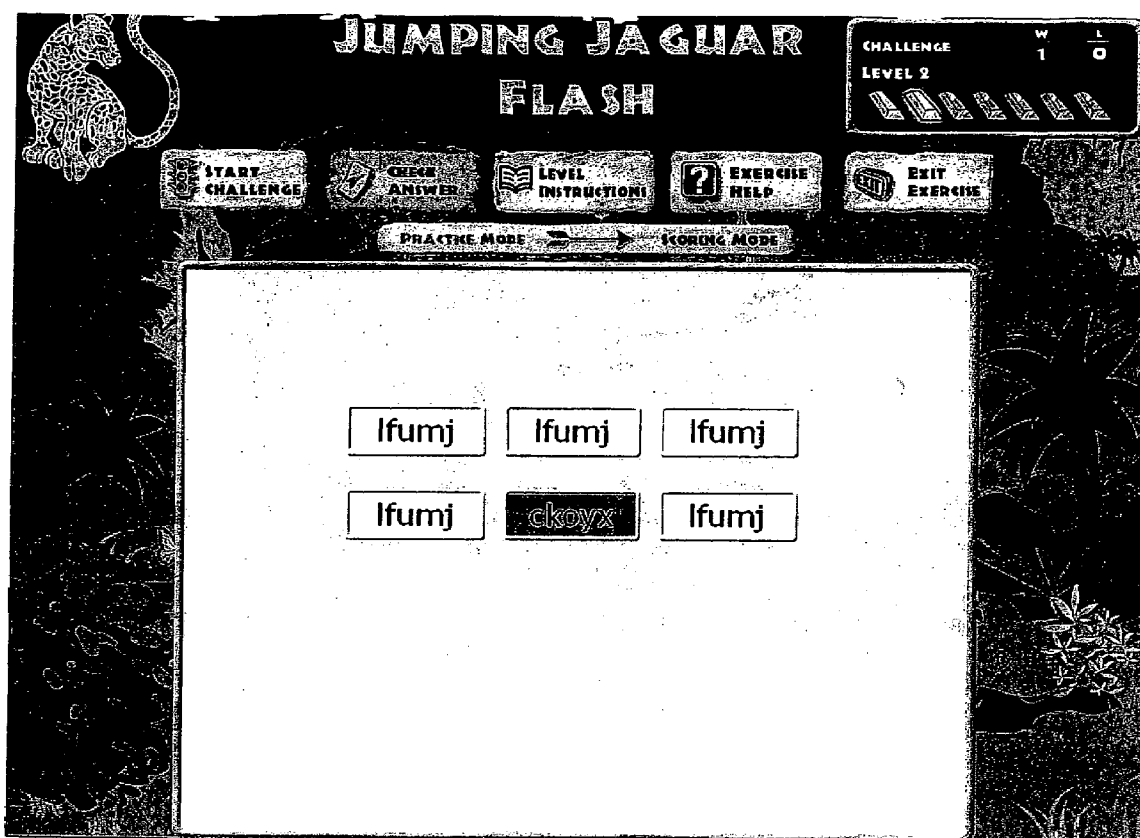 JUMPING JAGUAR
FLASH
CHALLENGE W L
1 0
LEVEL 2
START
CHALLENGE
CHECK
ANSWER
LEVEL
INSTRUCTIONS
EXERCISE
HELP
EXIT
EXIT
EXERCISE
PRACTICE MODE SCORING MODE
lfumj lfumj lfumj
lfumj ckoyx lfumj